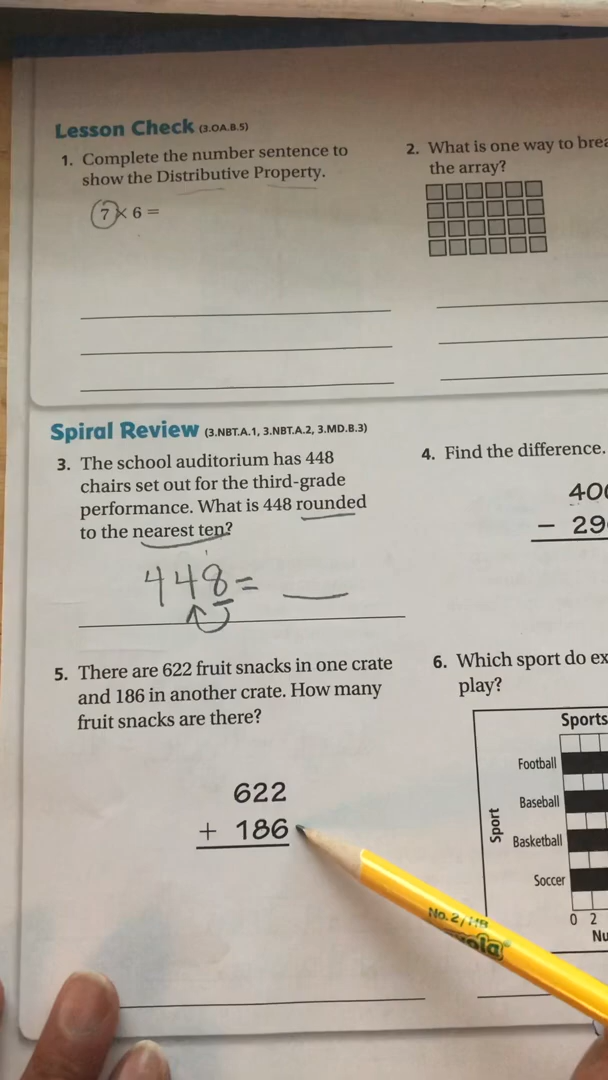 Lesson Check (3.OA.B.5)
1. Complete the number sentence to
show the Distributive Property.
7 × 6 =
2. What is one way to
the array?
Spiral Review (3.NBT.A.1, 3.NBT.A.2, 3.MD.B.3)
3. The school auditorium has 448
chairs set out for the third-grade
performance. What is 448 rounded
to the nearest ten?
448 = __
4. Find the difference.
40
− 29
5. There are 622 fruit snacks in one crate
and 186 in another crate. How many
fruit snacks are there?
622
+ 186
6. Which sport do
play?
Sports
Football
Baseball
Basketball
Soccer
Sport
0 2
No. 2/HB